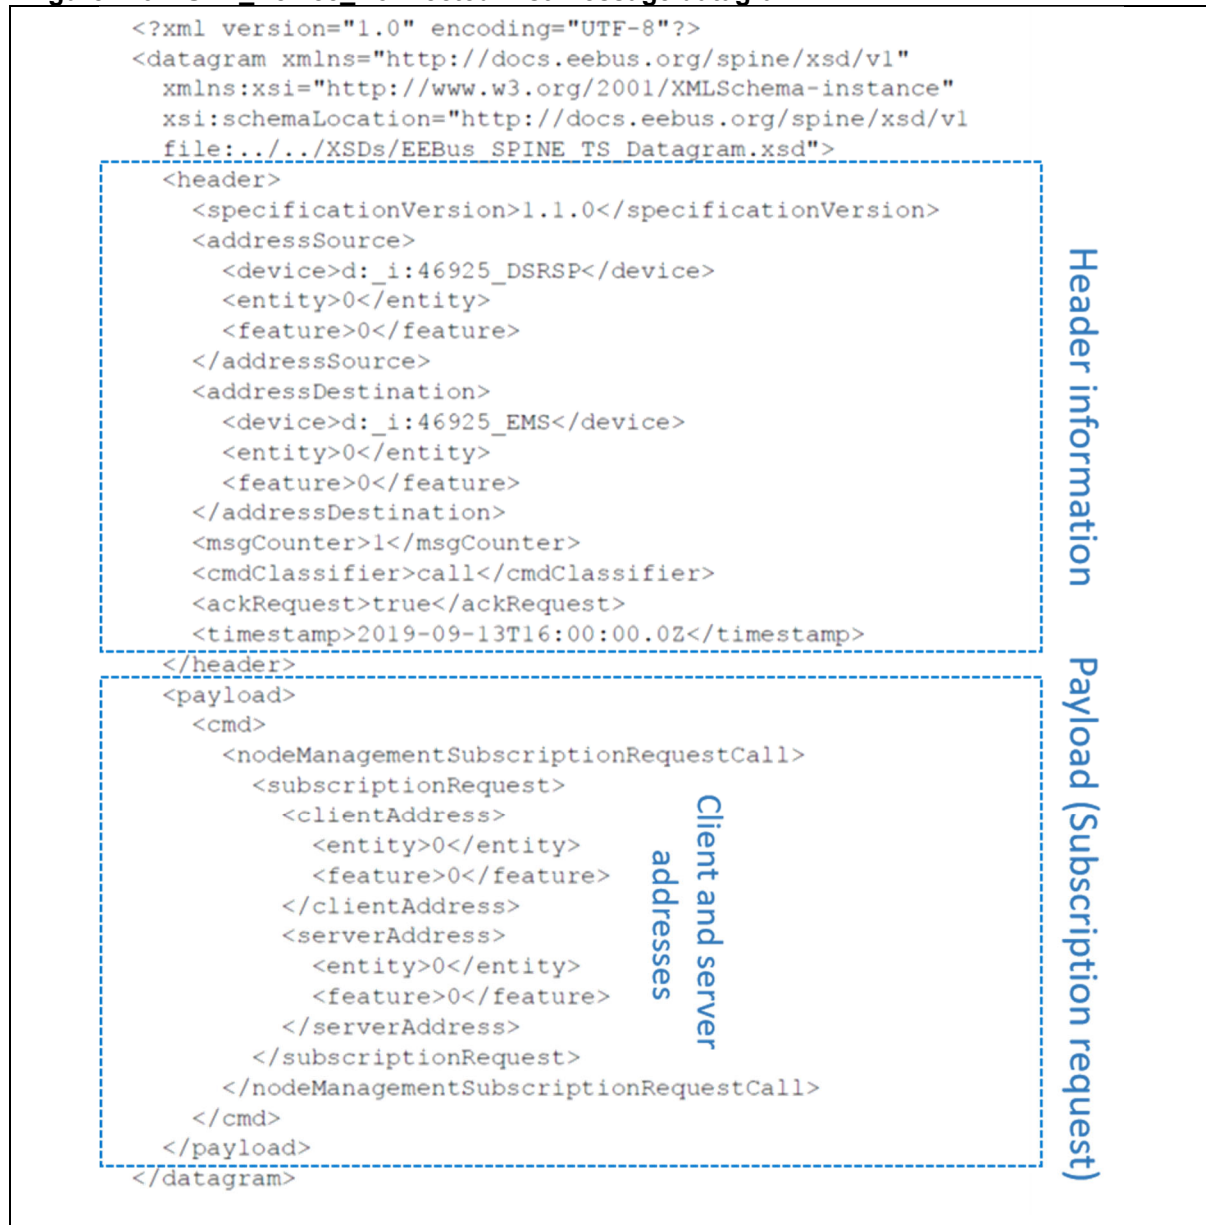 <?xml version="1.0" encoding="UTF-8"?>
<datagram xmlns="http://docs.eebus.org/spine/xsd/v1"
xmlns:xsi="http://www.w3.org/2001/XMLSchema-instance"
xsi:schemaLocation="http://docs.eebus.org/spine/xsd/v1
file:../../XSDs/EEBus_SPINE_TS_Datagram.xsd">
<header>
<specificationVersion>1.1.0</specificationVersion>
<addressSource>
<device>d:_i:46925_DSRSP</device>
<entity>0</entity>
<feature>0</feature>
</addressSource>
<addressDestination>
<device>d:_i:46925_EMS</device>
<entity>0</entity>
<feature>0</feature>
</addressDestination>
<msgCounter>1</msgCounter>
<cmdClassifier>call</cmdClassifier>
<ackRequest>true</ackRequest>
<timestamp>2019-09-13T16:00:00.0Z</timestamp>
</header>
Header information
<payload>
<cmd>
<nodeManagementSubscriptionRequestCall>
<subscriptionRequest>
<clientAddress>
<entity>0</entity>
<feature>0</feature>
</clientAddress>
<serverAddress>
<entity>0</entity>
<feature>0</feature>
</serverAddress>
</subscriptionRequest>
</nodeManagementSubscriptionRequestCall>
</cmd>
</payload>
</datagram>
Client and server
addresses
Payload (Subscription request)